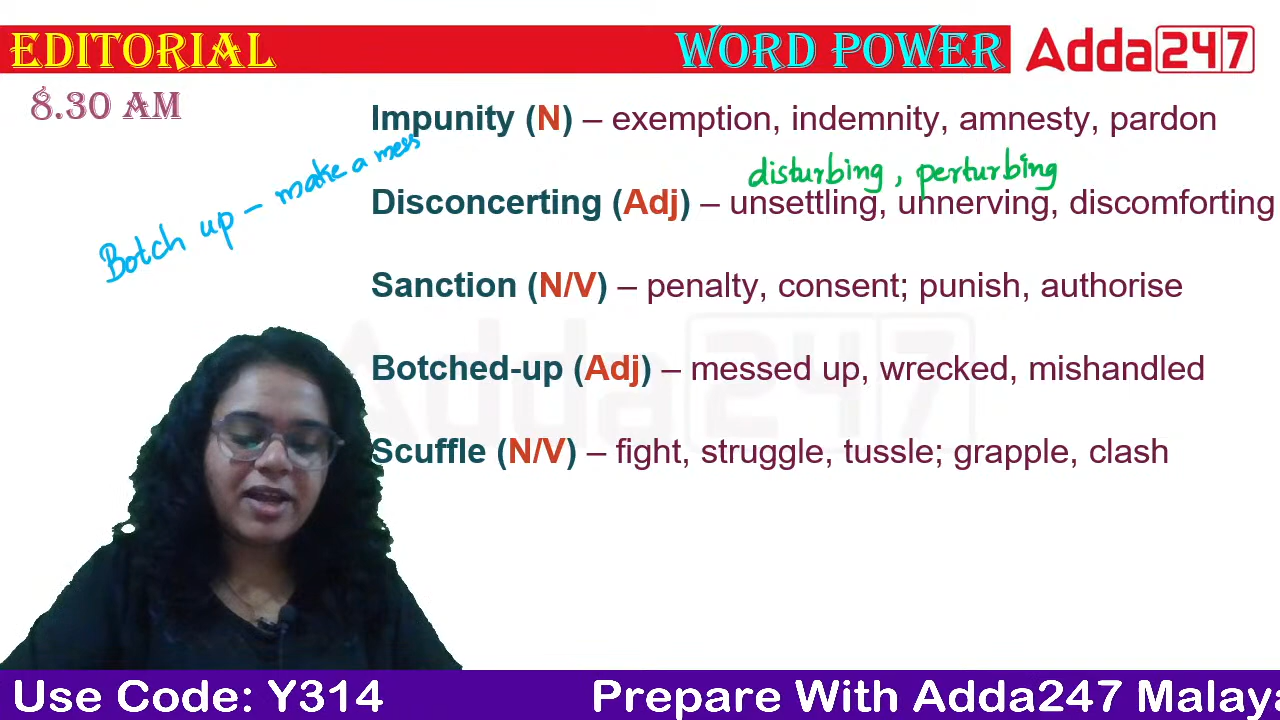 EDITORIAL
WORD POWER
Adda247
8.30 AM
Impunity (N) – exemption, indemnity, amnesty, pardon
Botch up – make a mess
disturbing, perturbing
Disconcerting (Adj) – unsettling, unnerving, discomforting
Sanction (N/V) – penalty, consent; punish, authorise
Adda247
Botched-up (Adj) – messed up, wrecked, mishandled
Scuffle (N/V) – fight, struggle, tussle; grapple, clash
Use Code: Y314
Prepare With Adda247 Malaya